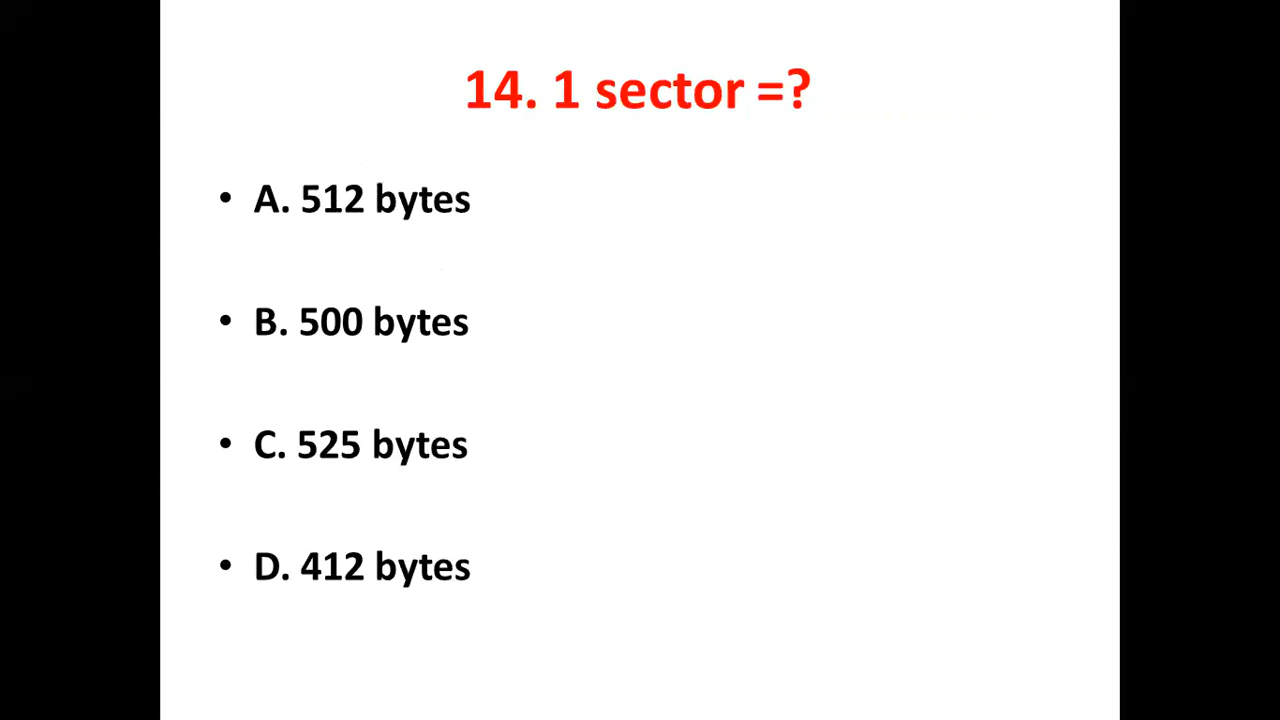 14. 1 sector =?
• A. 512 bytes
• B. 500 bytes
• C. 525 bytes
• D. 412 bytes